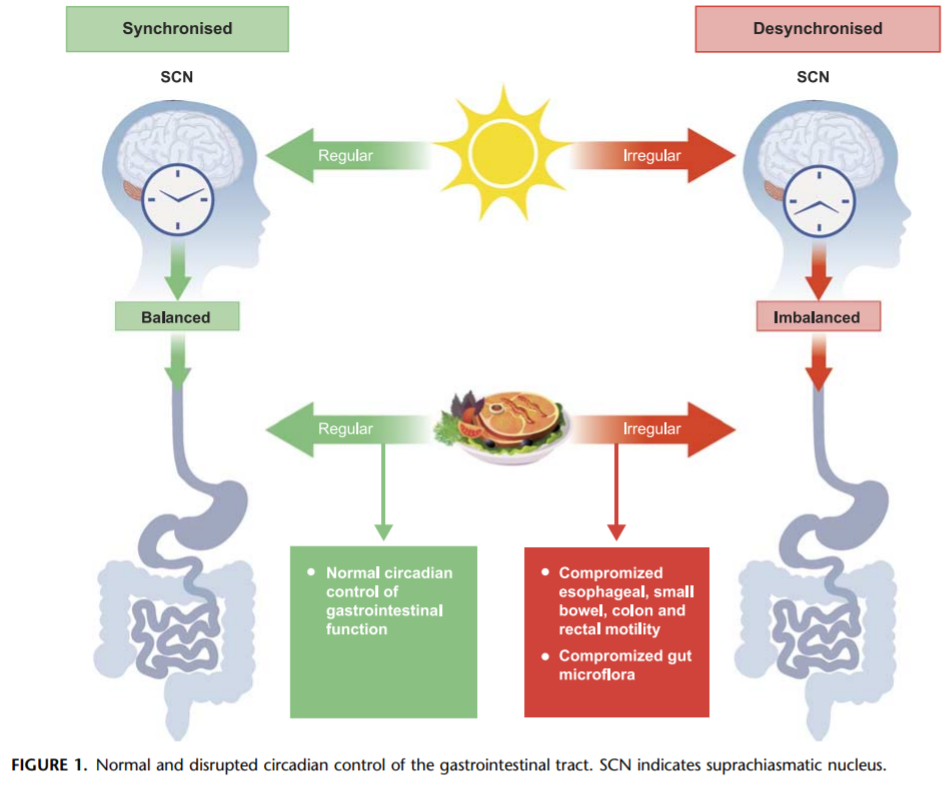 Synchronised
Desynchronised
SCN
SCN
Regular
Irregular
Balanced
Imbalanced
Regular
Irregular
• Normal circadian
control of
gastrointestinal
function
• Compromized
esophageal, small
bowel, colon and
rectal motility
• Compromized gut
microflora
FIGURE 1. Normal and disrupted circadian control of the gastrointestinal tract. SCN indicates suprachiasmatic nucleus.